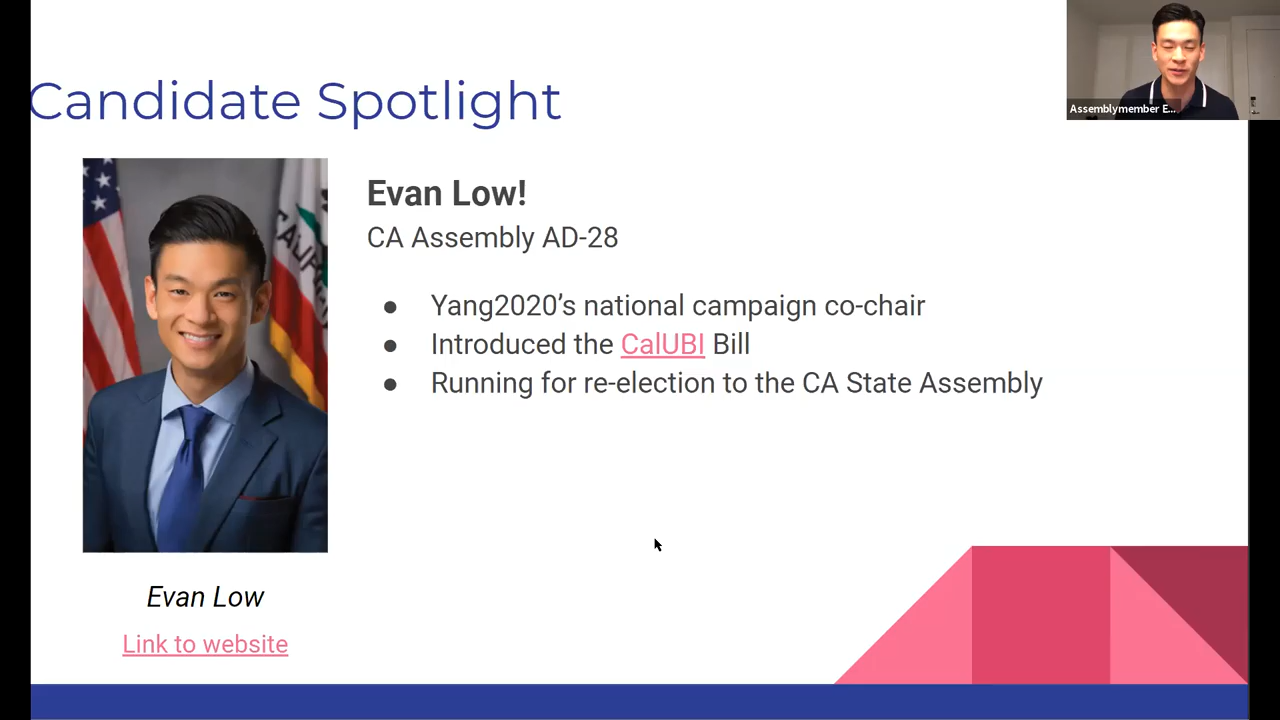 Candidate Spotlight
Assemblymember E...
Evan Low!
CA Assembly AD-28
● Yang2020’s national campaign co-chair
● Introduced the CalUBI Bill
● Running for re-election to the CA State Assembly
Evan Low
Link to website